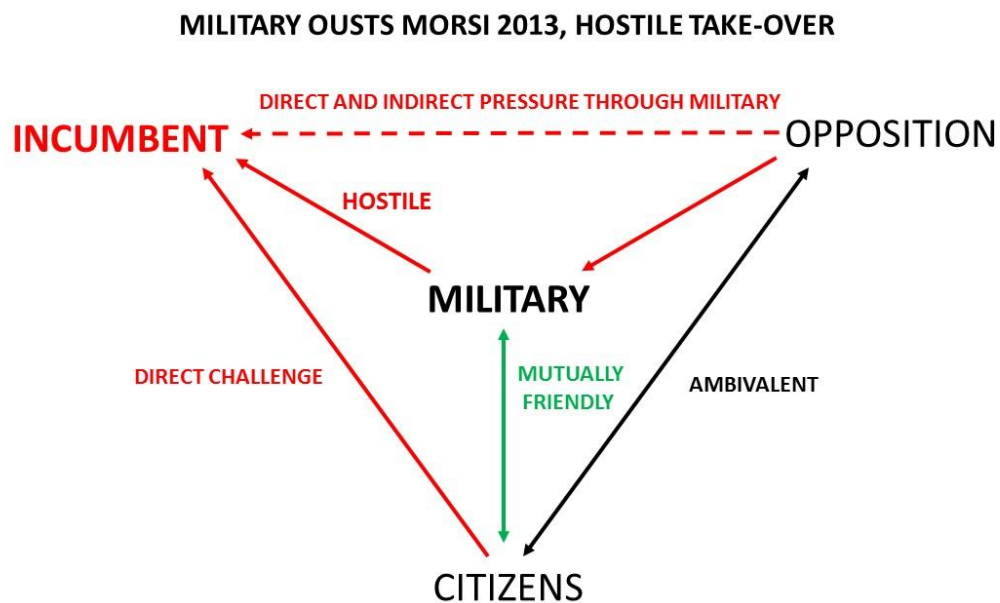 MILITARY OUSTS MORSI 2013, HOSTILE TAKE-OVER
DIRECT AND INDIRECT PRESSURE THROUGH MILITARY
INCUMBENT
OPPOSITION
HOSTILE
MILITARY
DIRECT CHALLENGE
MUTUALLY
FRIENDLY
AMBIVALENT
CITIZENS